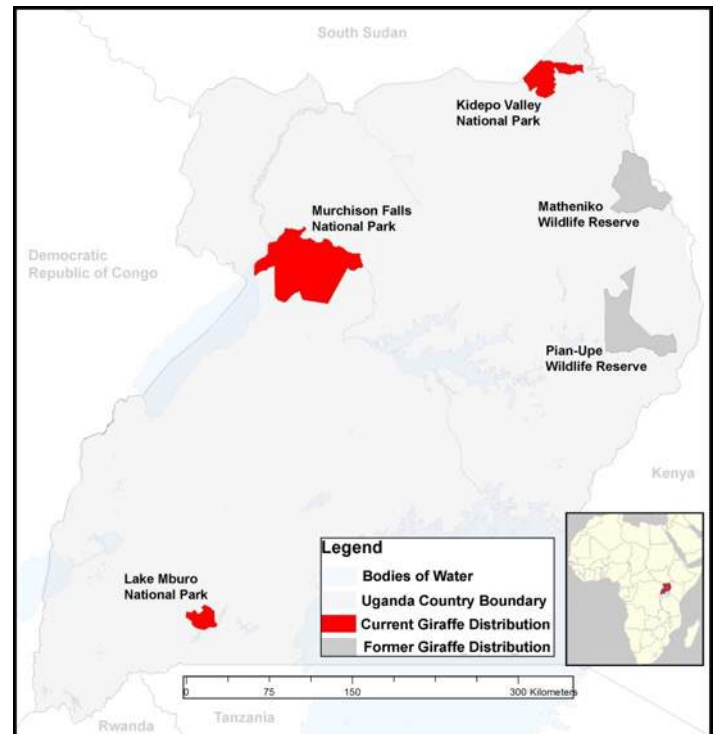 South Sudan
Kidepo Valley
National Park
Matheniko
Wildlife Reserve
Murchison Falls
National Park
Democratic
Republic of Congo
Pian-Upe
Wildlife Reserve
Kenya
Lake Mburo
National Park
Legend
Bodies of Water
Uganda Country Boundary
Current Giraffe Distribution
Former Giraffe Distribution
0 75 150 300 Kilometers
Tanzania
Rwanda